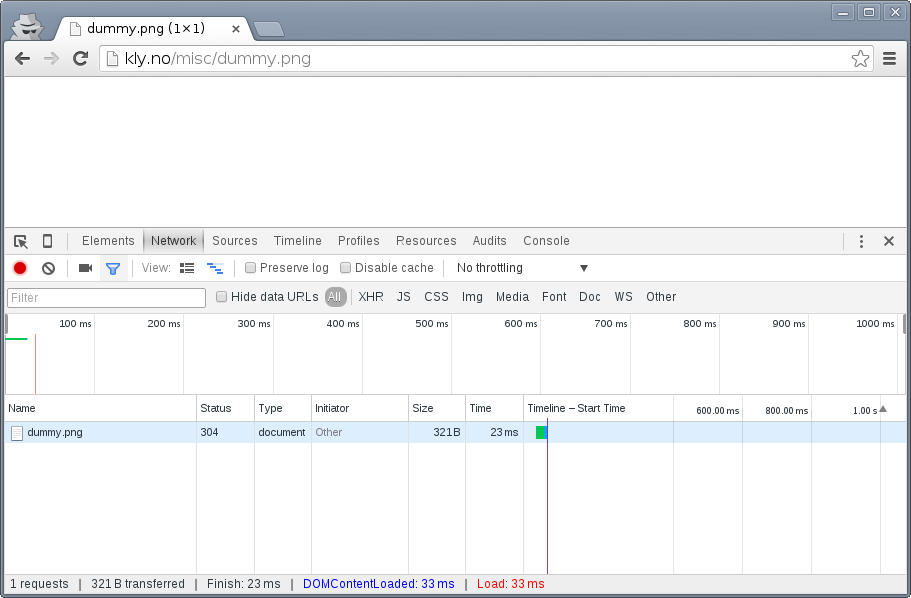 dummy.png (1×1)
kly.no/misc/dummy.png
Elements Network Sources Timeline Profiles Resources Audits Console
View: Preserve log Disable cache No throttling
Filter Hide data URLs All XHR JS CSS Img Media Font Doc WS Other
100 ms 200 ms 300 ms 400 ms 500 ms 600 ms 700 ms 800 ms 900 ms 1000 ms
Name Status Type Initiator Size Time Timeline – Start Time 600.00 ms 800.00 ms 1.00 s
dummy.png 304 document Other 321 B 23 ms
1 requests | 321 B transferred | Finish: 23 ms | DOMContentLoaded: 33 ms | Load: 33 ms